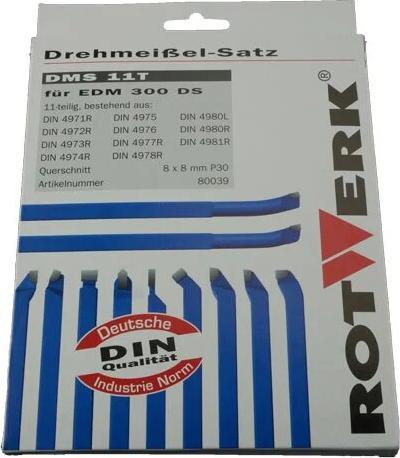 Drehmeißel-Satz
DMS 11T
für EDM 300 DS
11-teilig, bestehend aus:
DIN 4971R DIN 4975 DIN 4980L
DIN 4972R DIN 4976 DIN 4980R
DIN 4973R DIN 4977R DIN 4981R
DIN 4974R DIN 4978R
Querschnitt 8 x 8 mm P30
Artikelnummer 80039
ROTWERK®
Deutsche
DIN
Qualität
Industrie Norm